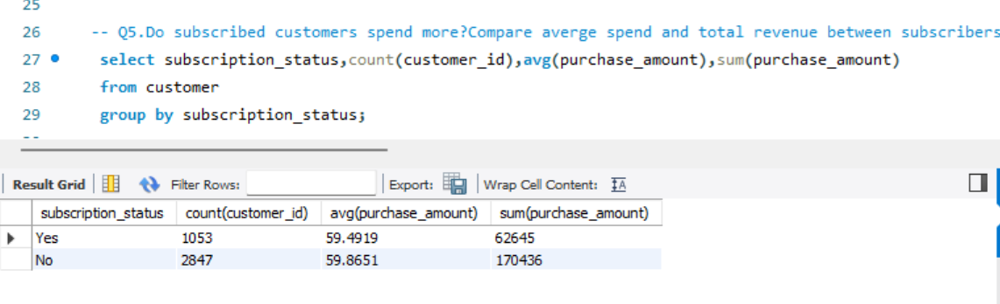 25
26 -- Q5.Do subscribed customers spend more?Compare averge spend and total revenue between subscribers
27 select subscription_status,count(customer_id),avg(purchase_amount),sum(purchase_amount)
28 from customer
29 group by subscription_status;
Result Grid Filter Rows: Export: Wrap Cell Content: IA
subscription_status count(customer_id) avg(purchase_amount) sum(purchase_amount)
Yes 1053 59.4919 62645
No 2847 59.8651 170436